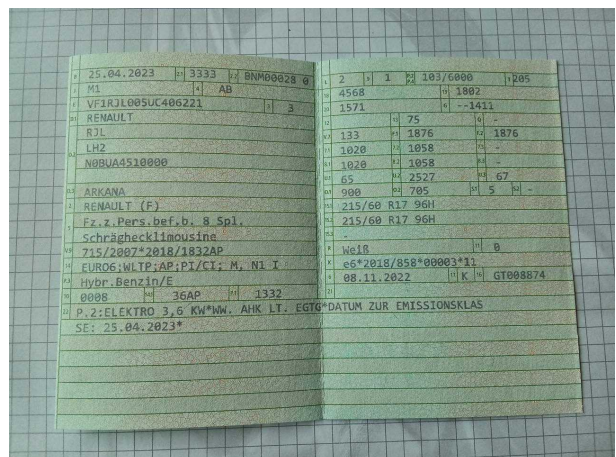 25.04.2023 3333 BNM00028 0
M1 AB
VF1RJL005UC406221 3
RENAULT
RJL
LH2
N0BUA4510000
ARKANA
RENAULT (F)
Fz.z.Pers.bef.b. 8 Spl.
Schräghecklimousine
715/2007*2018/1832AP
EURO6;WLTP;AP;PI/CI; M, N1 I
Hybr.Benzin/E
0008 36AP 1332
P.2:ELEKTRO 3,6 KW*WW. AHK LT. EGTG*DATUM ZUR EMISSIONSKLAS
SE: 25.04.2023*
2 1 103/6000 205
4568 1802
1571 --1411
75 -
133 1876 1876
1020 1058 -
1020 1058 -
65 2527 67
900 705 5 -
215/60 R17 96H
215/60 R17 96H
-
Weiß 0
e6*2018/858*00003*11
08.11.2022 K GT008874